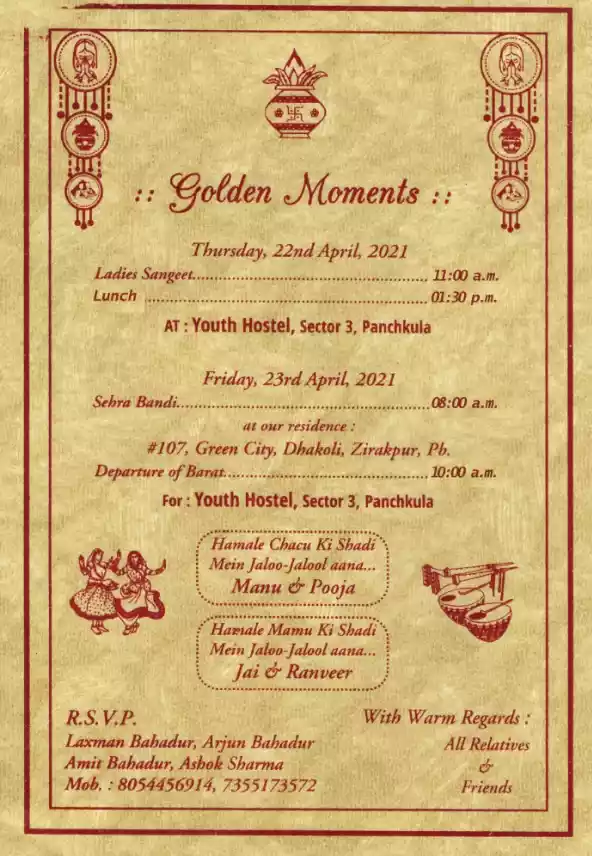 :: Golden Moments ::
Thursday, 22nd April, 2021
Ladies Sangeet.......................................................... 11:00 a.m.
Lunch .......................................................... 01:30 p.m.
AT : Youth Hostel, Sector 3, Panchkula
Friday, 23rd April, 2021
Sehra Bandi.......................................................... 08:00 a.m.
at our residence :
#107, Green City, Dhakoli, Zirakpur, Pb.
Departure of Barat.......................................................... 10:00 a.m.
For : Youth Hostel, Sector 3, Panchkula
Hamale Chacu Ki Shadi
Mein Jaloo-Jalool aana...
Manu & Pooja
Hamale Mamu Ki Shadi
Mein Jaloo-Jalool aana...
Jai & Ranveer
R.S.V.P.
Laxman Bahadur, Arjun Bahadur
Amit Bahadur, Ashok Sharma
Mob. : 8054456914, 7355173572
With Warm Regards :
All Relatives
&
Friends